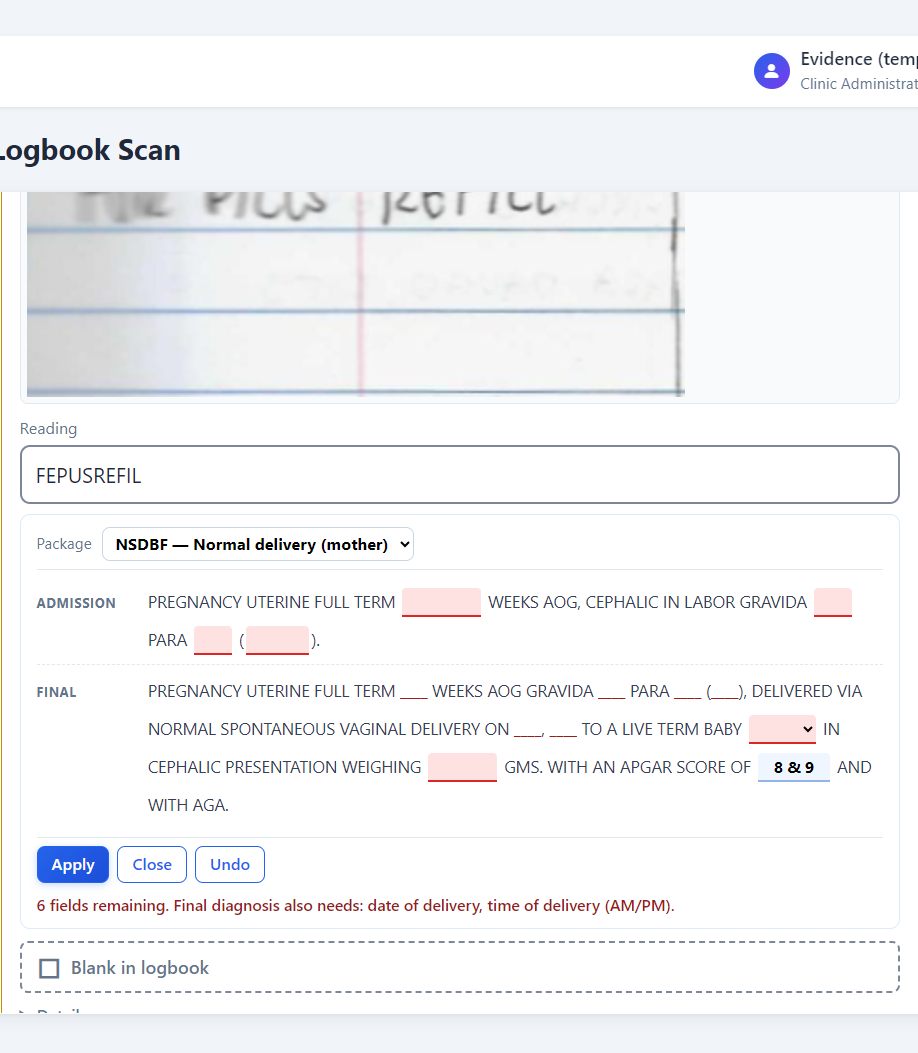 Evidence (temp
Clinic Administrat
Logbook Scan
PILLS REFILL
Reading
FEPUSREFIL
Package NSDBF — Normal delivery (mother)
ADMISSION PREGNANCY UTERINE FULL TERM WEEKS AOG, CEPHALIC IN LABOR GRAVIDA
PARA ( ).
FINAL PREGNANCY UTERINE FULL TERM ____ WEEKS AOG GRAVIDA ____ PARA ____ (____), DELIVERED VIA
NORMAL SPONTANEOUS VAGINAL DELIVERY ON ____, ____ TO A LIVE TERM BABY IN
CEPHALIC PRESENTATION WEIGHING GMS. WITH AN APGAR SCORE OF 8 & 9 AND
WITH AGA.
Apply Close Undo
6 fields remaining. Final diagnosis also needs: date of delivery, time of delivery (AM/PM).
Blank in logbook